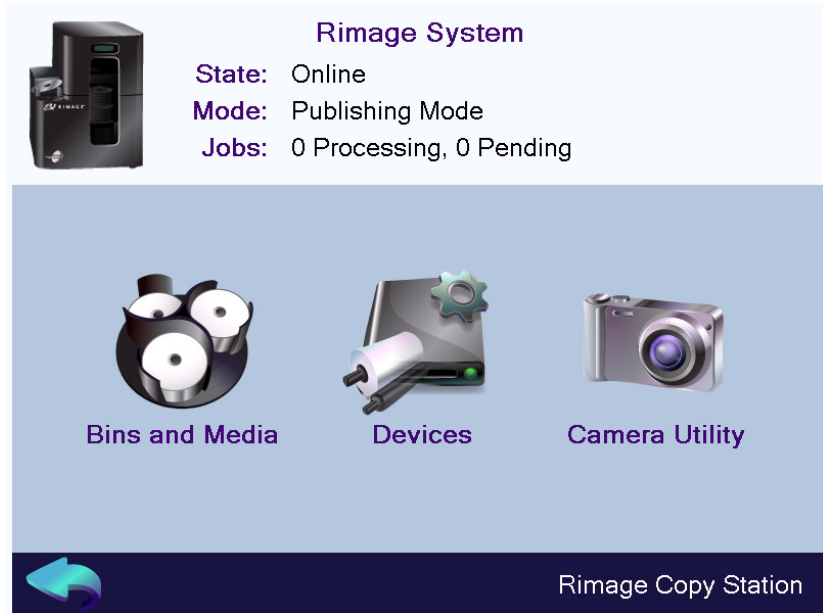 Rimage System
State: Online
Mode: Publishing Mode
Jobs: 0 Processing, 0 Pending
RIMAGE
Bins and Media
Devices
Camera Utility
Rimage Copy Station